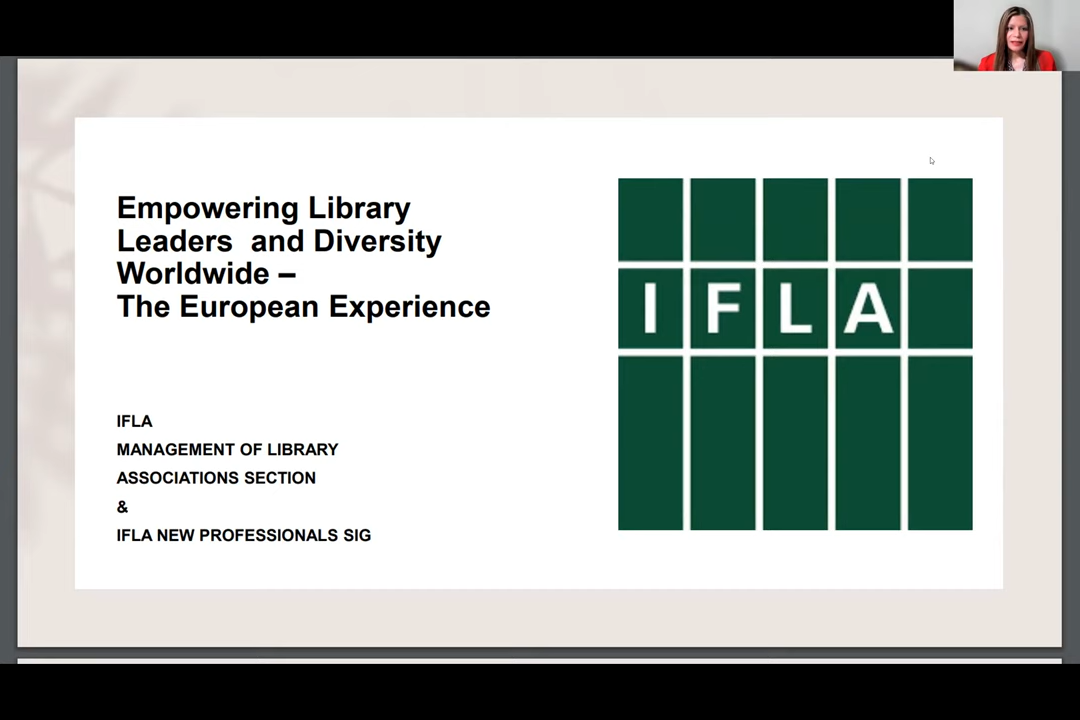 Empowering Library
Leaders  and Diversity
Worldwide –
The European Experience
IFLA
MANAGEMENT OF LIBRARY
ASSOCIATIONS SECTION
&
IFLA NEW PROFESSIONALS SIG
IFLA